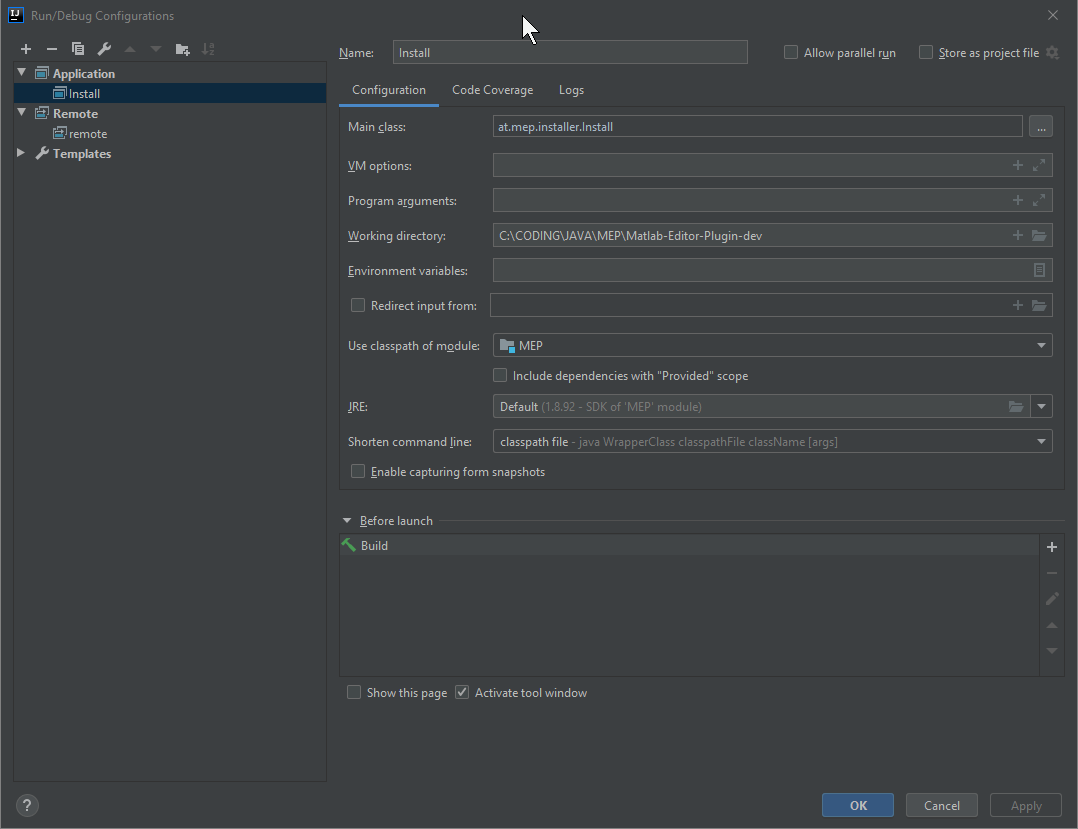 Run/Debug Configurations
Name: Install Allow parallel run Store as project file
Application
Install
Remote
remote
Templates
Configuration Code Coverage Logs
Main class: at.mep.installer.Install ...
VM options:
Program arguments:
Working directory: C:\CODING\JAVA\MEP\Matlab-Editor-Plugin-dev
Environment variables:
Redirect input from:
Use classpath of module: MEP
Include dependencies with "Provided" scope
JRE: Default (1.8.92 - SDK of 'MEP' module)
Shorten command line: classpath file - java WrapperClass classpathFile className [args]
Enable capturing form snapshots
Before launch
Build
Show this page Activate tool window
? OK Cancel Apply